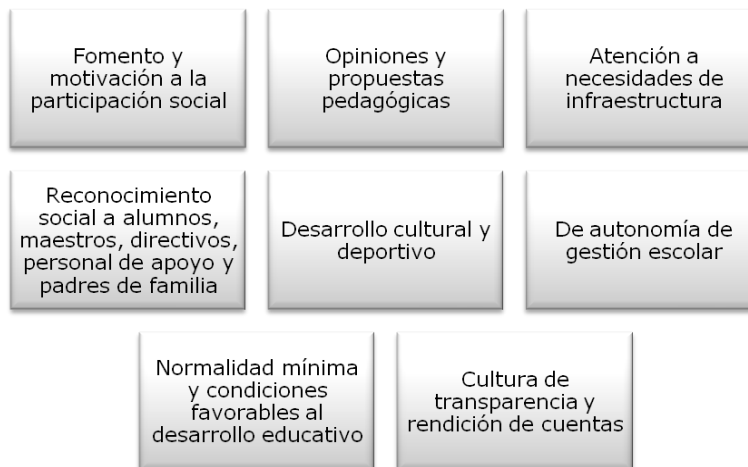 Fomento y
motivación a la
participación social
Opiniones y
propuestas
pedagógicas
Atención a
necesidades de
infraestructura
Reconocimiento
social a alumnos,
maestros, directivos,
personal de apoyo y
padres de familia
Desarrollo cultural y
deportivo
De autonomía de
gestión escolar
Normalidad mínima
y condiciones
favorables al
desarrollo educativo
Cultura de
transparencia y
rendición de cuentas